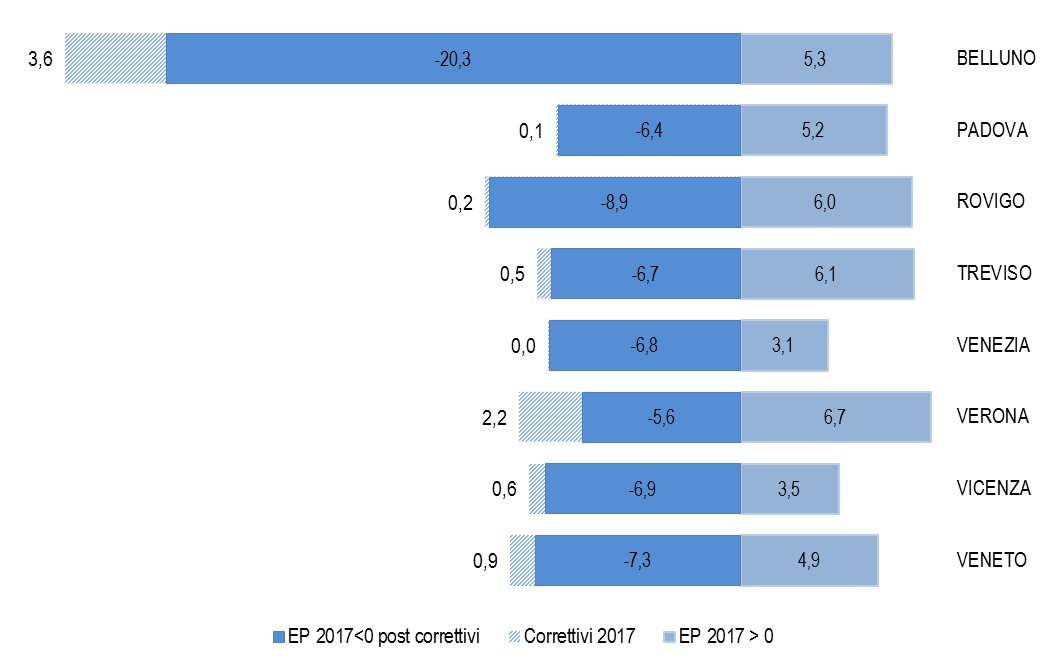 3,6 -20,3 5,3 BELLUNO
0,1 -6,4 5,2 PADOVA
0,2 -8,9 6,0 ROVIGO
0,5 -6,7 6,1 TREVISO
0,0 -6,8 3,1 VENEZIA
2,2 -5,6 6,7 VERONA
0,6 -6,9 3,5 VICENZA
0,9 -7,3 4,9 VENETO
EP 2017<0 post correttivi Correttivi 2017 EP 2017 > 0